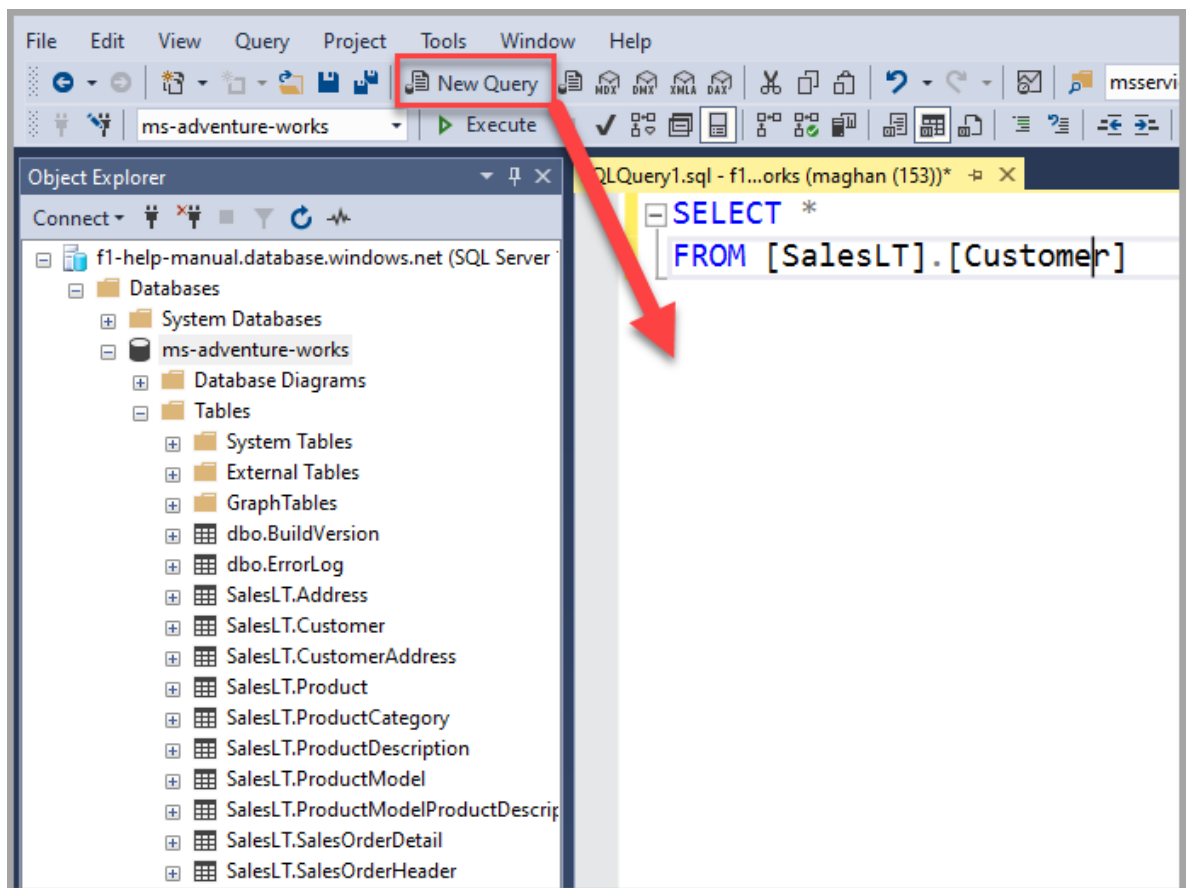 File Edit View Query Project Tools Window Help
New Query MDX DMX XMLA DAX msservi
ms-adventure-works Execute
Object Explorer
QLQuery1.sql - f1...orks (maghan (153))*
Connect
SELECT *
FROM [SalesLT].[Customer]
f1-help-manual.database.windows.net (SQL Server
Databases
System Databases
ms-adventure-works
Database Diagrams
Tables
System Tables
External Tables
GraphTables
dbo.BuildVersion
dbo.ErrorLog
SalesLT.Address
SalesLT.Customer
SalesLT.CustomerAddress
SalesLT.Product
SalesLT.ProductCategory
SalesLT.ProductDescription
SalesLT.ProductModel
SalesLT.ProductModelProductDescrip
SalesLT.SalesOrderDetail
SalesLT.SalesOrderHeader